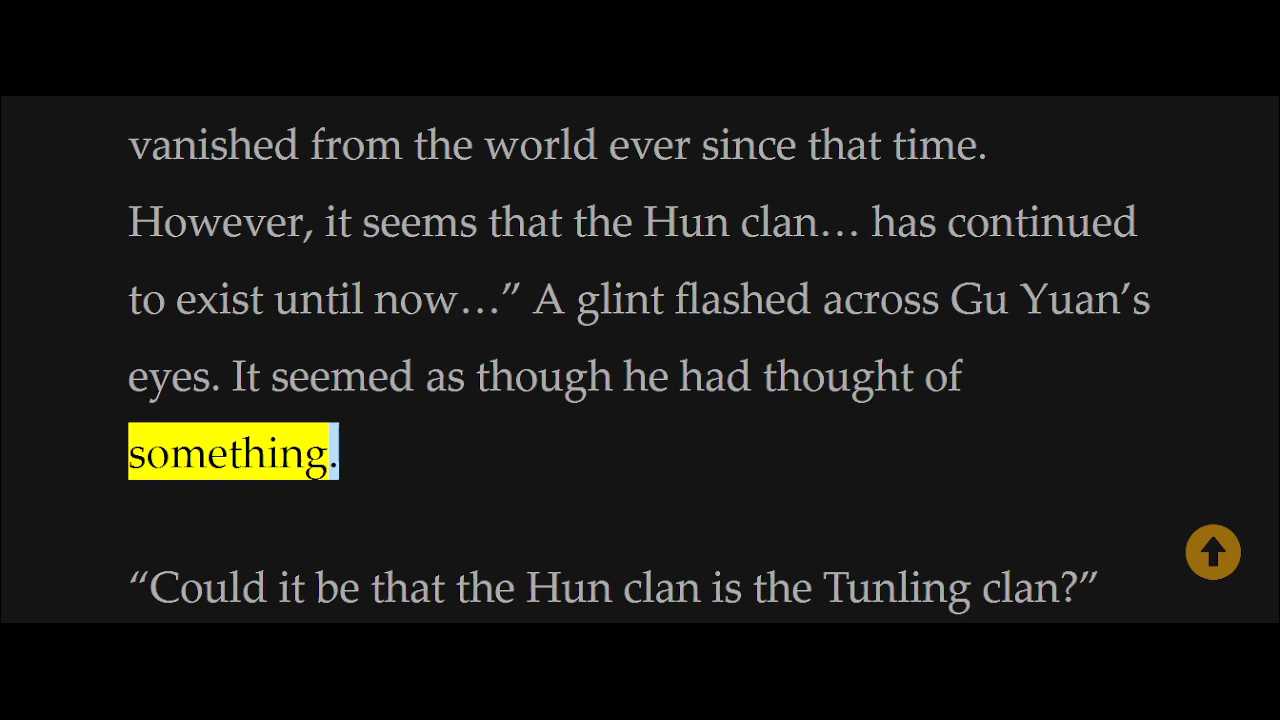 vanished from the world ever since that time.
However, it seems that the Hun clan… has continued
to exist until now…” A glint flashed across Gu Yuan’s
eyes. It seemed as though he had thought of
something.
“Could it be that the Hun clan is the Tunling clan?”